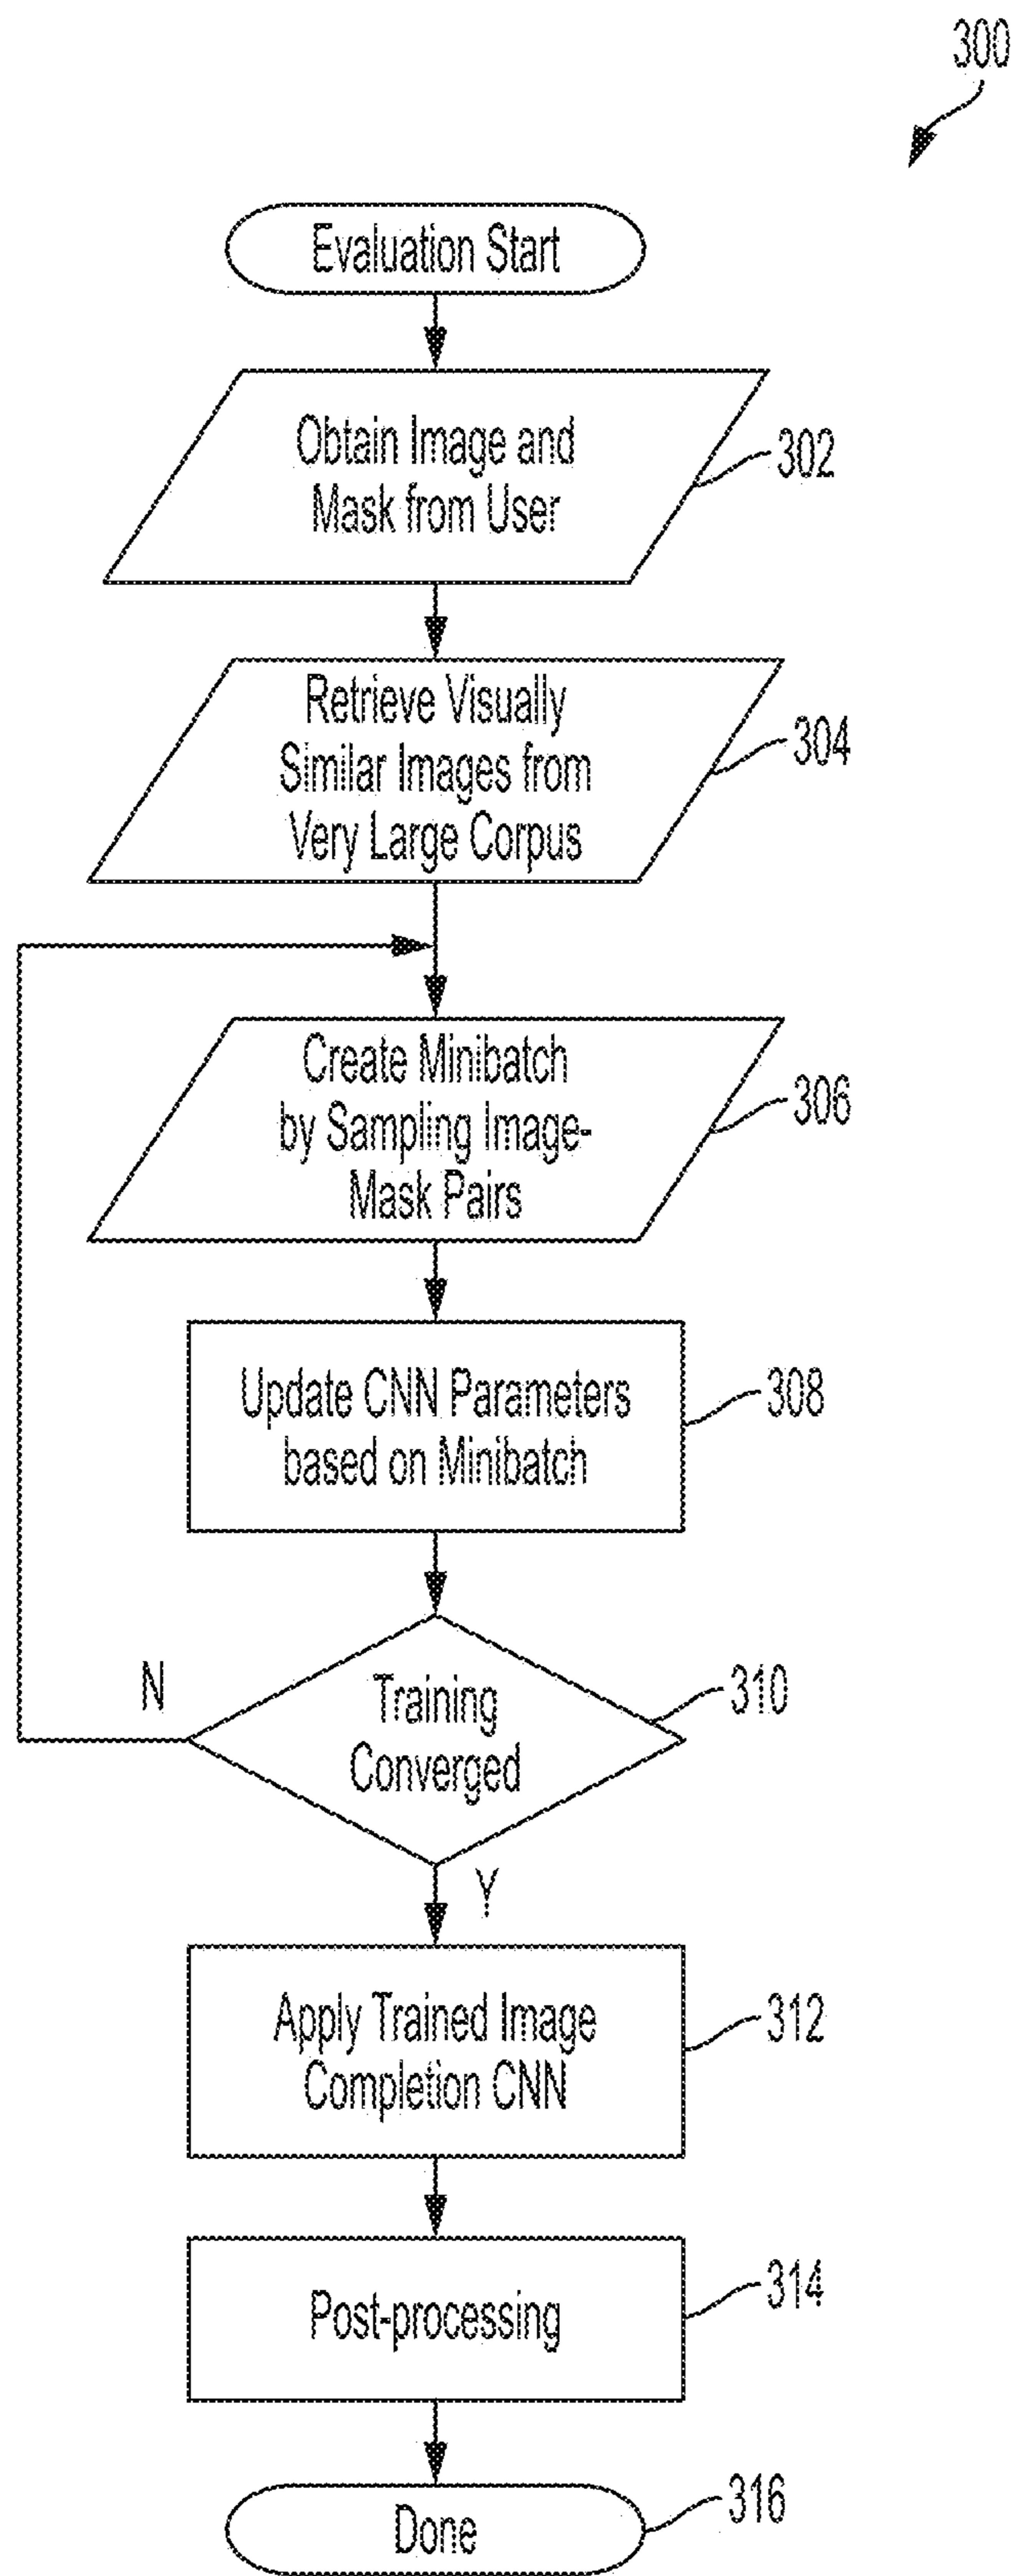 300
Evaluation Start
Obtain Image and
Mask from User
302
Retrieve Visually
Similar Images from
Very Large Corpus
304
Create Minibatch
by Sampling Image-
Mask Pairs
306
Update CNN Parameters
based on Minibatch
308
Training
Converged
310
N
Y
Apply Trained Image
Completion CNN
312
Post-processing
314
Done
316